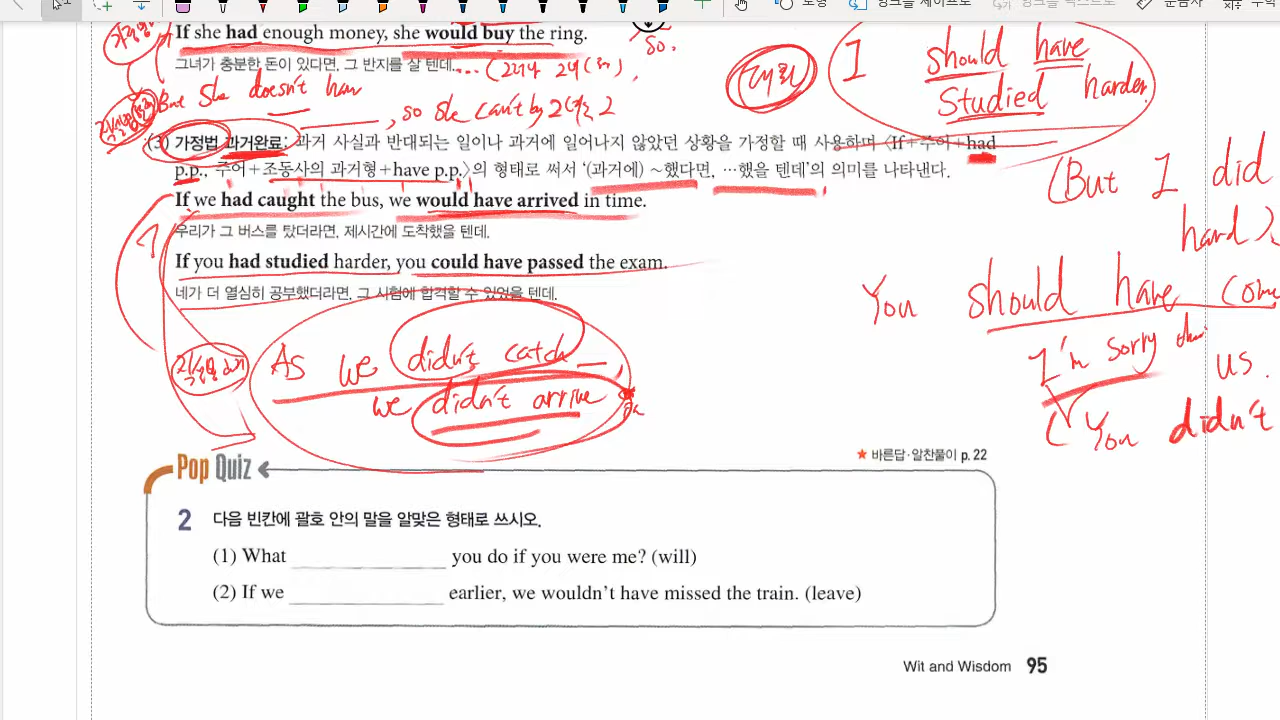 If she had enough money, she would buy the ring.
그녀가 충분한 돈이 있다면, 그 반지를 살 텐데.
so.
I should have
studied harder.
But she doesn't have
so she can't buy
(3) 가정법 과거완료: 과거 사실과 반대되는 일이나 과거에 일어나지 않았던 상황을 가정할 때 사용하며 〈If+주어+had
p.p., 주어+조동사의 과거형+have p.p.〉의 형태로 써서 '(과거에) ~했다면, …했을 텐데'의 의미를 나타낸다.
(But I did
hard)
If we had caught the bus, we would have arrived in time.
우리가 그 버스를 탔더라면, 제시간에 도착했을 텐데.
If you had studied harder, you could have passed the exam.
네가 더 열심히 공부했더라면, 그 시험에 합격할 수 있었을 텐데.
You should have
I'm sorry
us.
(You didn't
As we didn't catch
we didn't arrive
Pop Quiz
★ 바른답·알찬풀이 p. 22
2 다음 빈칸에 괄호 안의 말을 알맞은 형태로 쓰시오.
(1) What ____________ you do if you were me? (will)
(2) If we ____________ earlier, we wouldn't have missed the train. (leave)
Wit and Wisdom 95